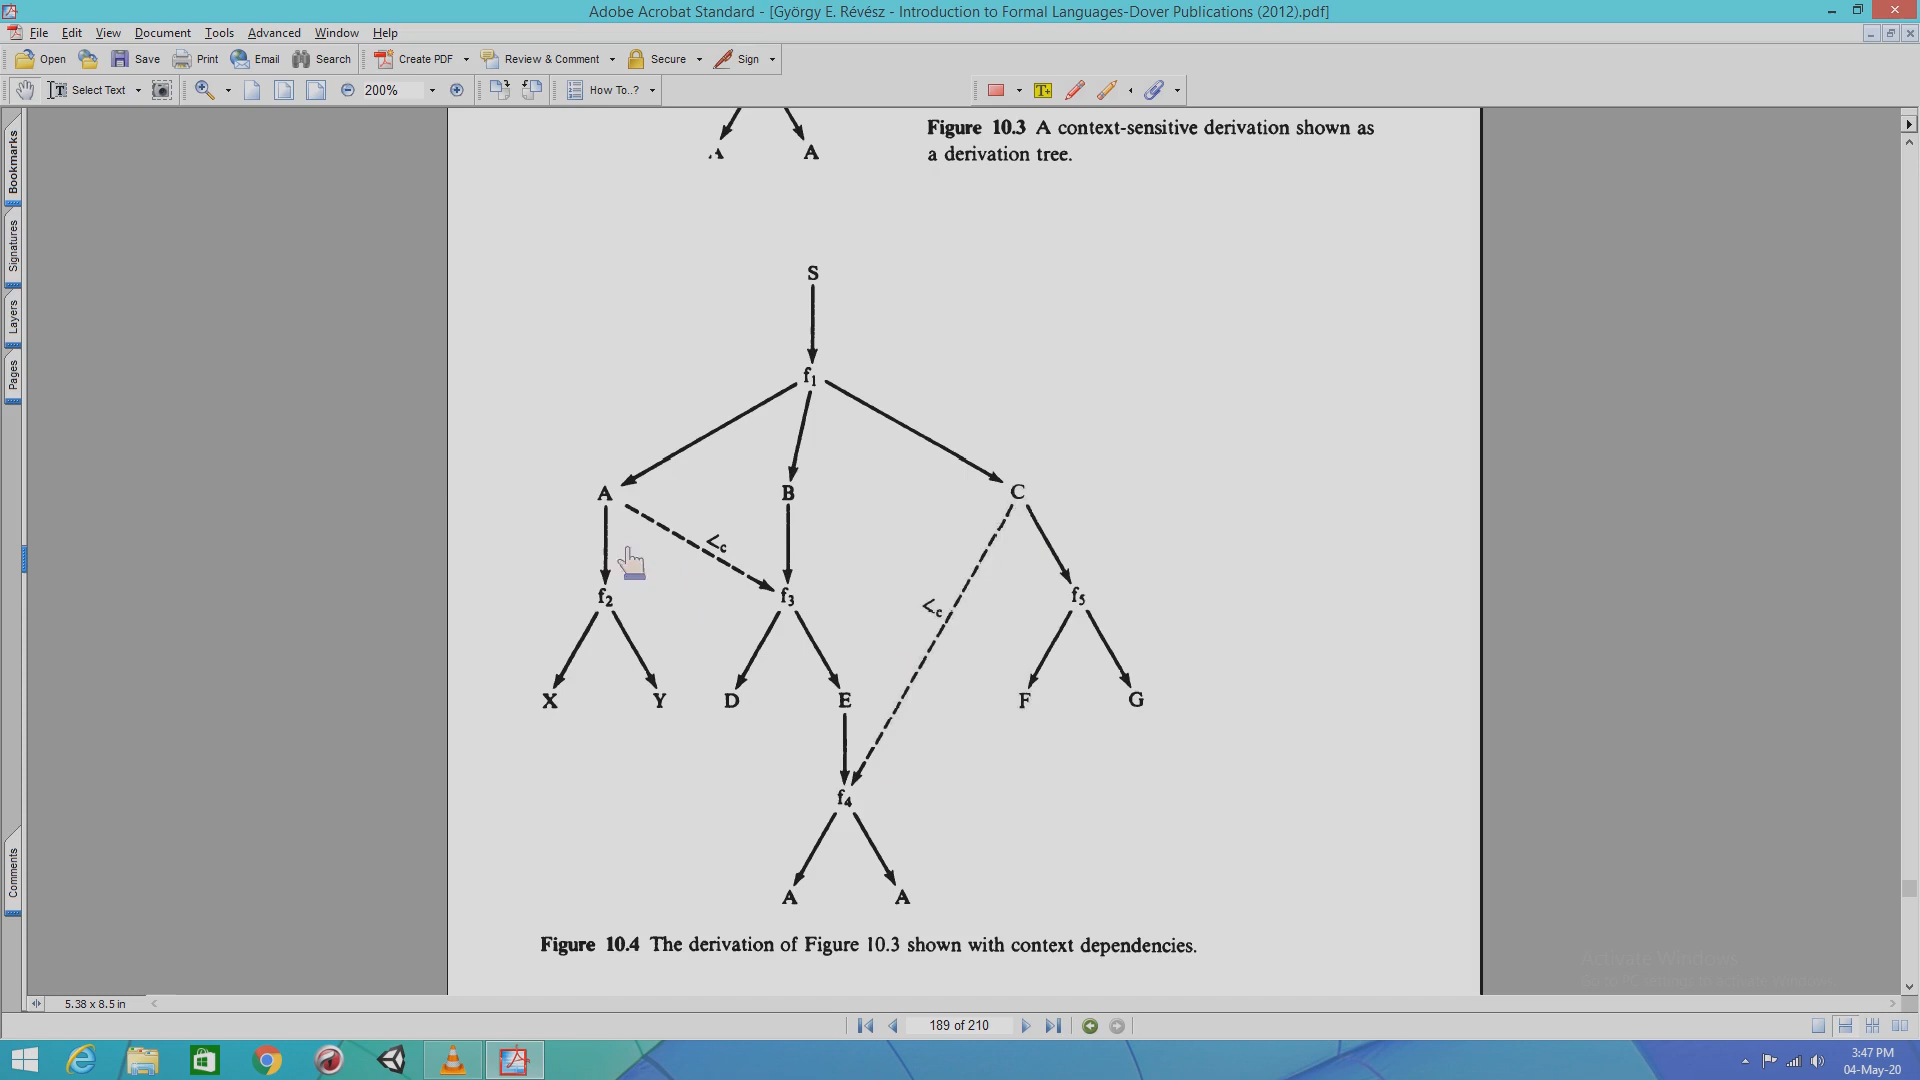 Adobe Acrobat Standard - [György E. Révész - Introduction to Formal Languages-Dover Publications (2012).pdf]
File Edit View Document Tools Advanced Window Help
Open Save Print Email Search Create PDF Review & Comment Secure Sign
Select Text 200% How To..?
Bookmarks
Signatures
Layers
Pages
Comments
Figure 10.3 A context-sensitive derivation shown as
a derivation tree.
A A
S
f1
A B C
<c
f2 f3 <c f5
X Y D E F G
f4
A A
Figure 10.4 The derivation of Figure 10.3 shown with context dependencies.
Activate Windows
5.38 x 8.5 in
189 of 210
3:47 PM
04-May-20